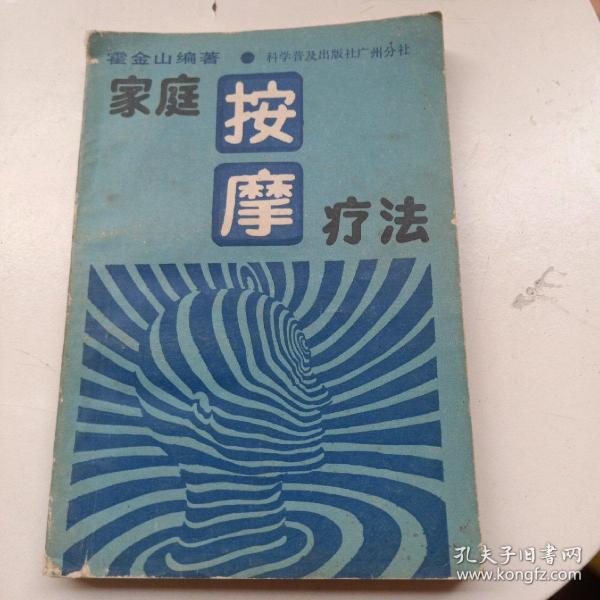 霍金山编著 ● 科学普及出版社广州分社
家庭
按
摩
疗法
孔夫子旧书网
www.kongfz.com